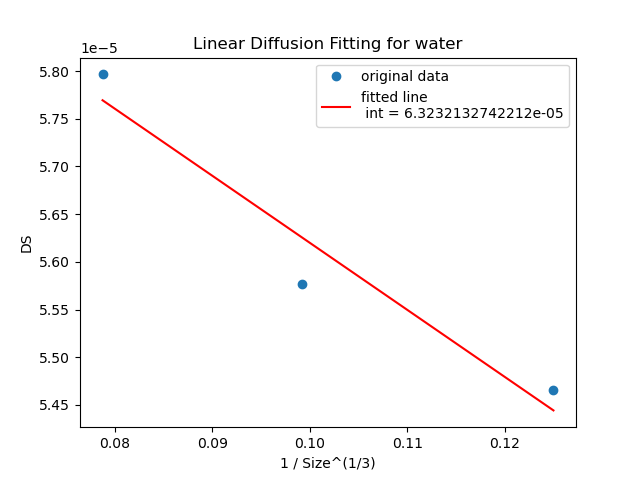 Linear Diffusion Fitting for water
1e−5
5.80
5.75
5.70
5.65
5.60
5.55
5.50
5.45
DS
original data
fitted line
int = 6.3232132742212e-05
0.08
0.09
0.10
0.11
0.12
1 / Size^(1/3)